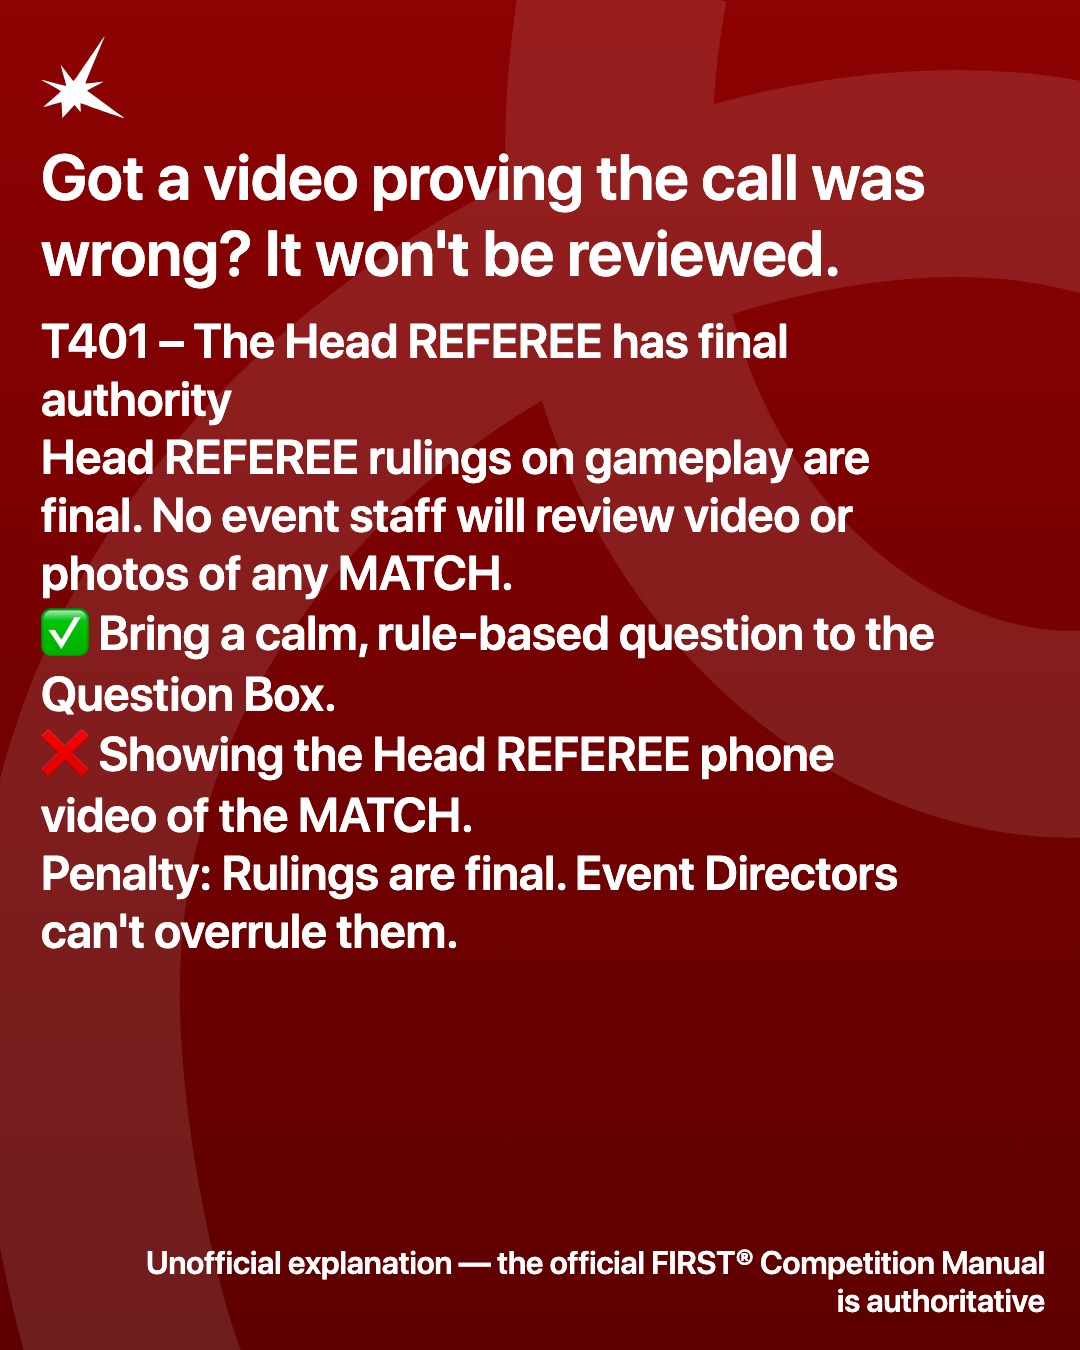 Got a video proving the call was
wrong? It won't be reviewed.
T401 – The Head REFEREE has final
authority
Head REFEREE rulings on gameplay are
final. No event staff will review video or
photos of any MATCH.
✅ Bring a calm, rule-based question to the
Question Box.
❌ Showing the Head REFEREE phone
video of the MATCH.
Penalty: Rulings are final. Event Directors
can't overrule them.
Unofficial explanation — the official FIRST® Competition Manual
is authoritative